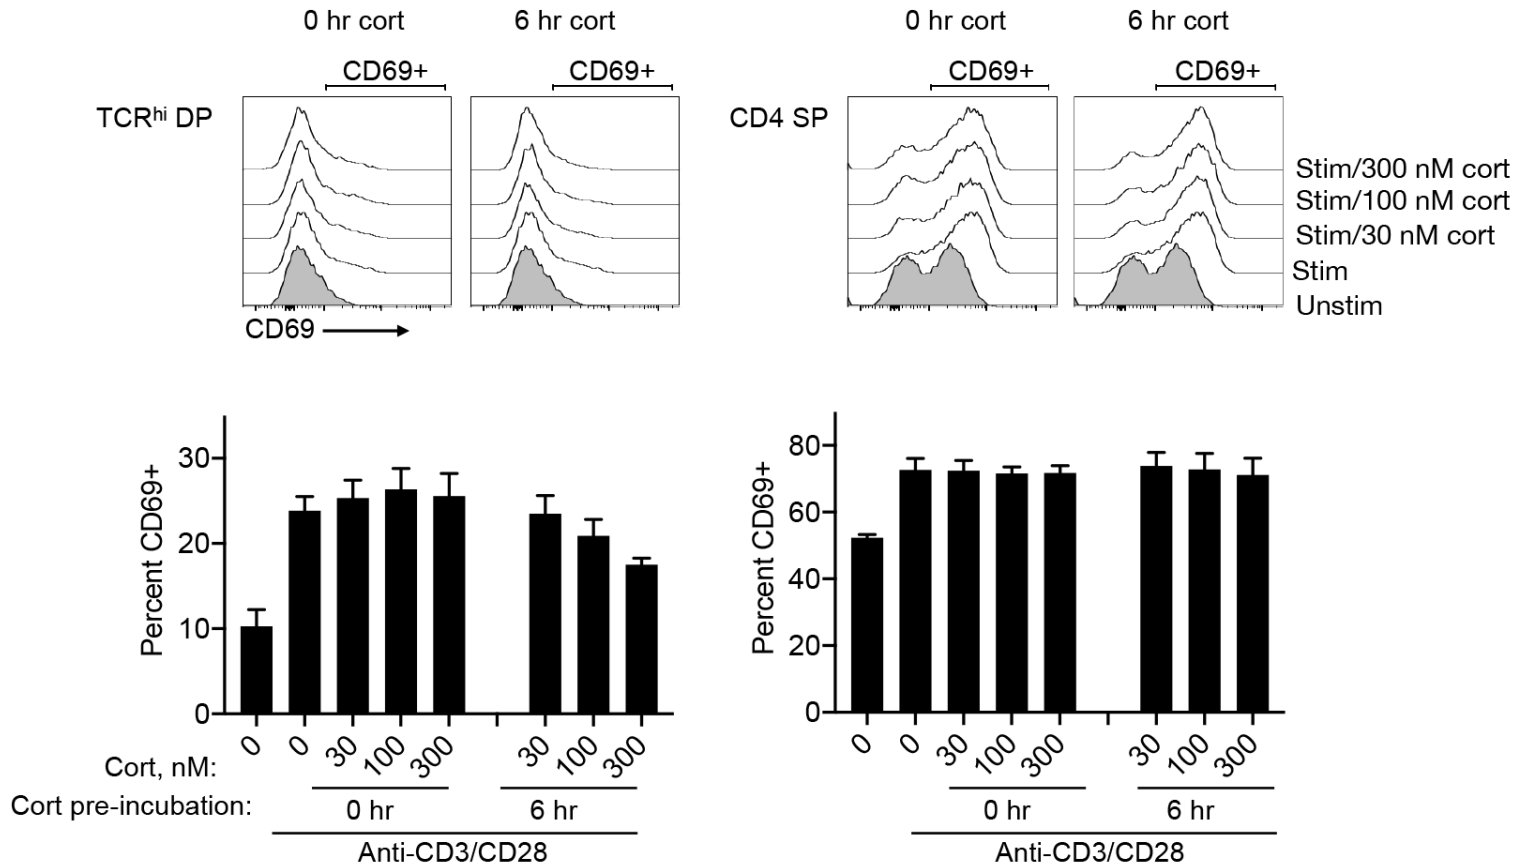 0 hr cort
6 hr cort
0 hr cort
6 hr cort
CD69+
CD69+
CD69+
CD69+
TCRhi DP
CD4 SP
Stim/300 nM cort
Stim/100 nM cort
Stim/30 nM cort
Stim
Unstim
CD69
Percent CD69+
30
20
10
0
0
0
30
100
300
30
100
300
Cort, nM:
Cort pre-incubation:
0 hr
6 hr
Anti-CD3/CD28
Percent CD69+
80
60
40
20
0
0
0
30
100
300
30
100
300
0 hr
6 hr
Anti-CD3/CD28